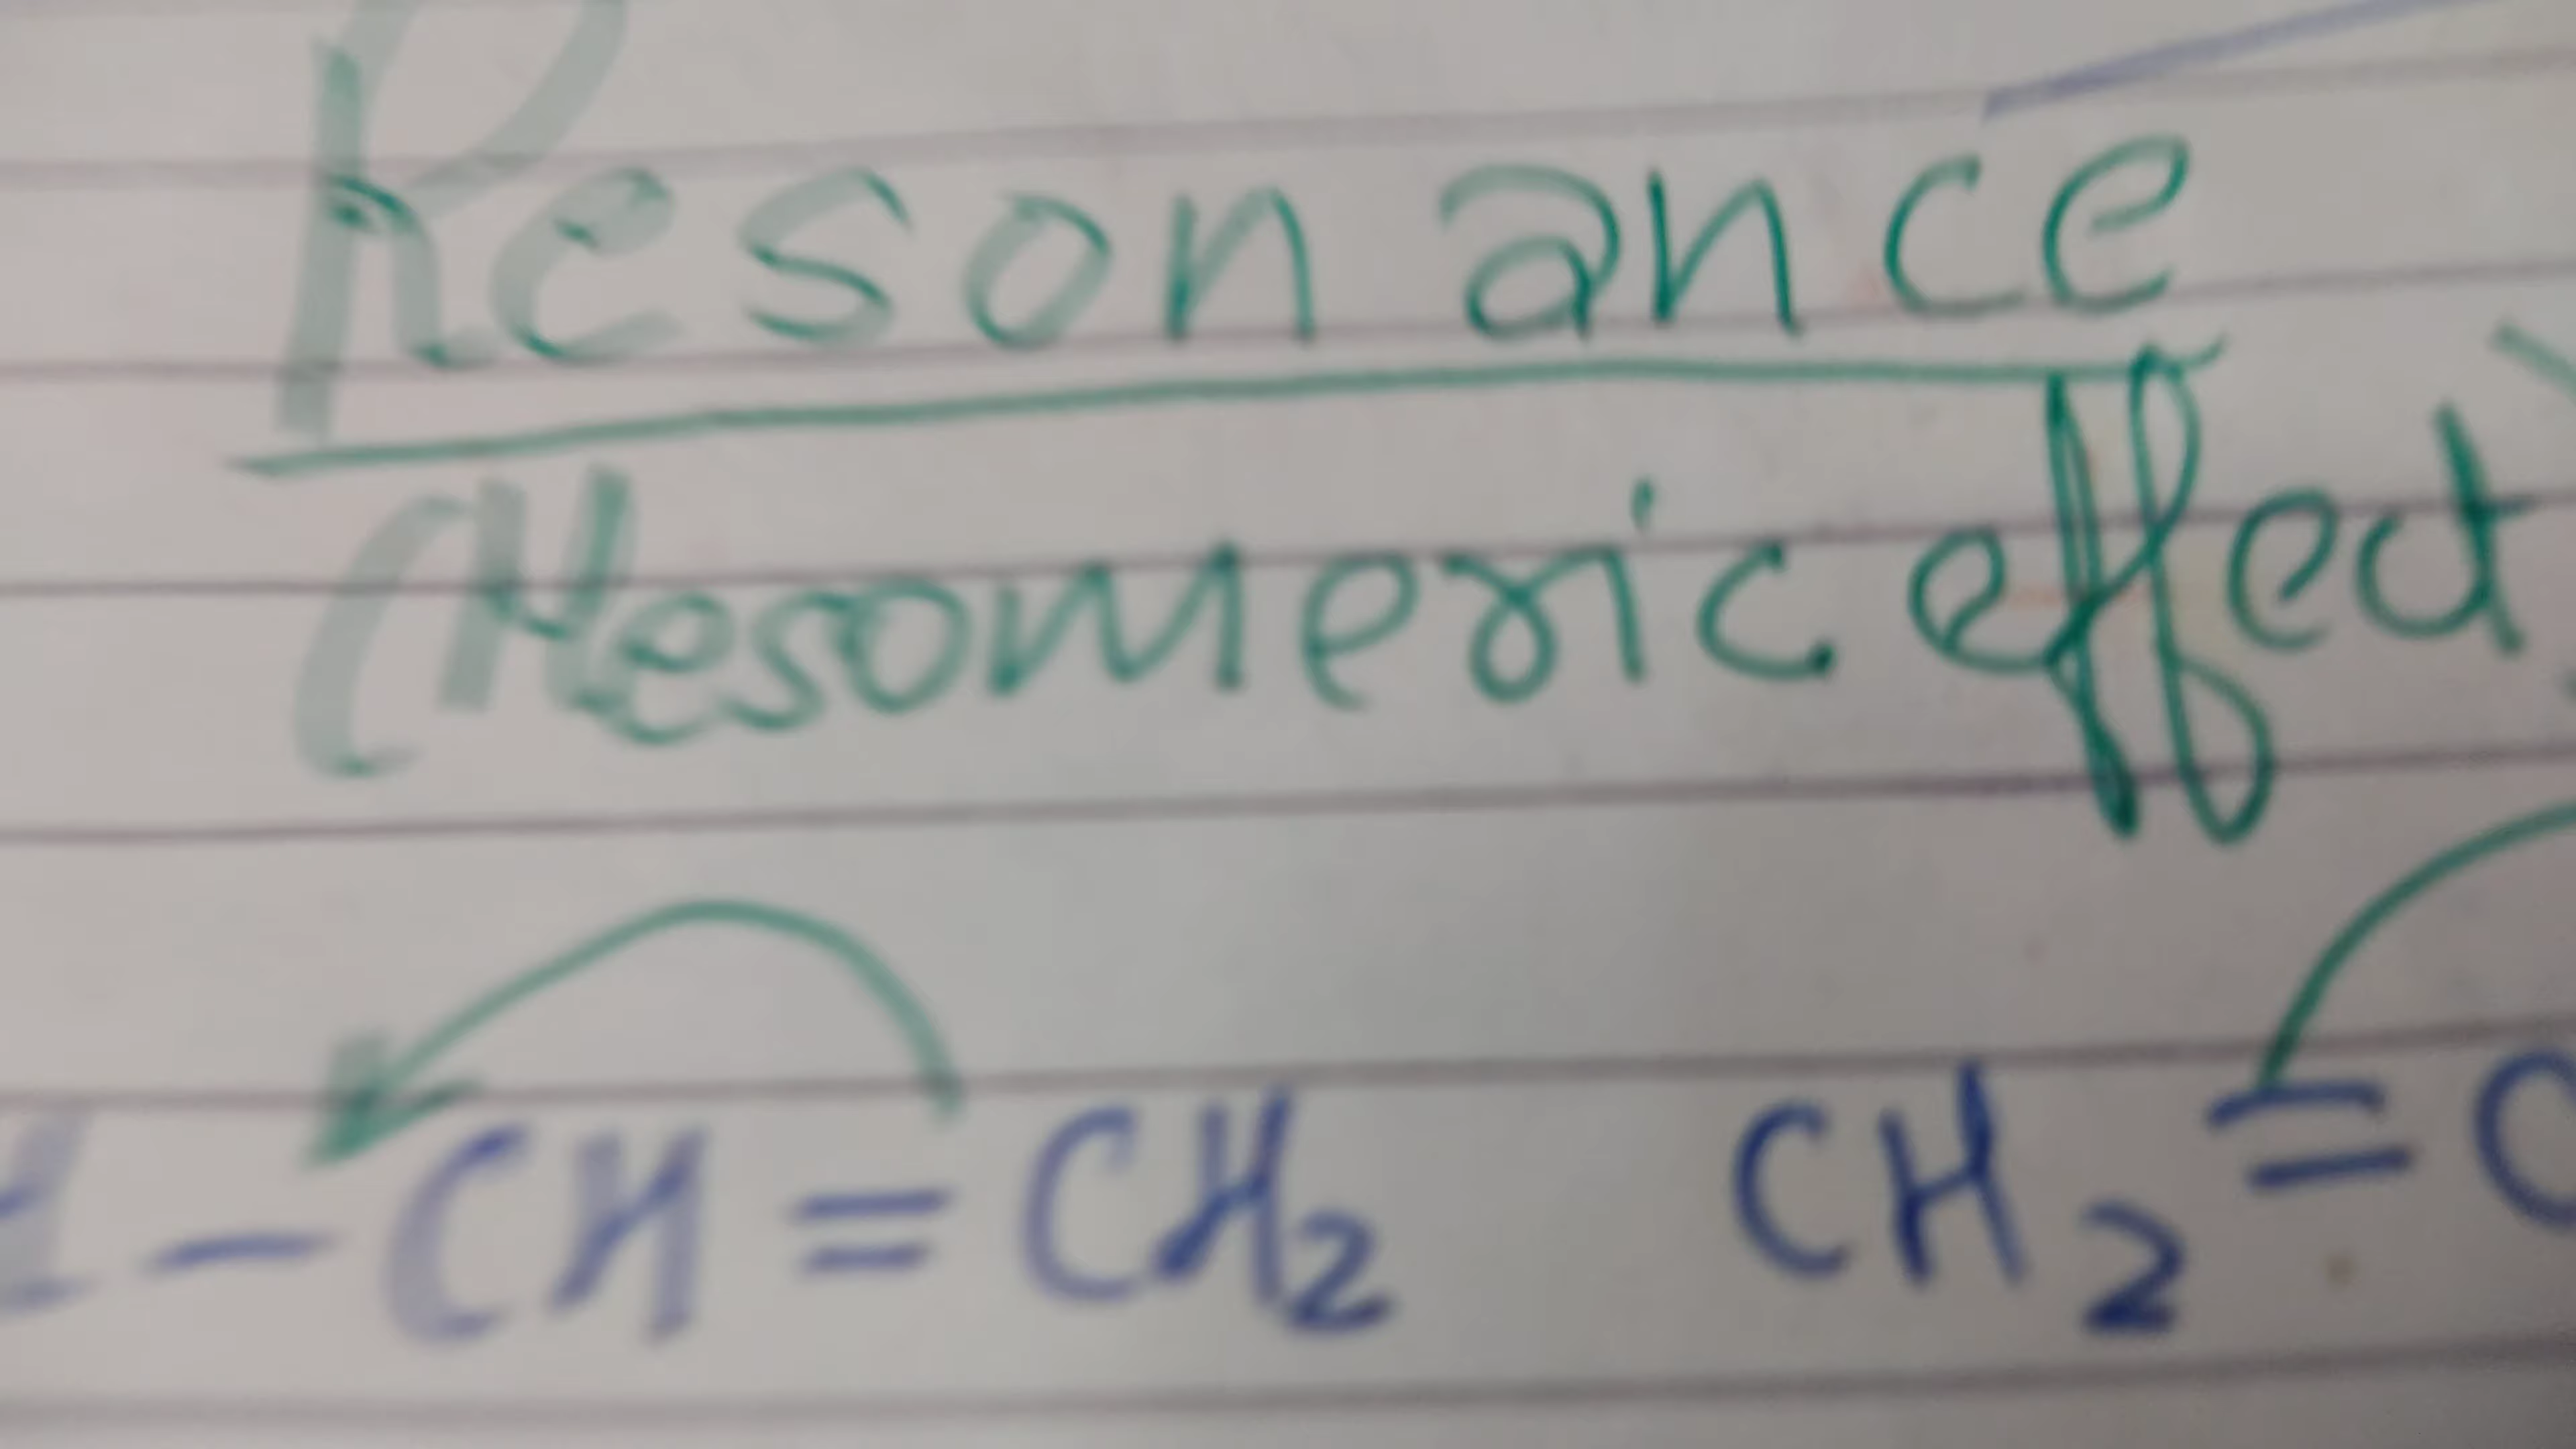 Resonance
(Mesomeric effect)
- CH = CH2 CH2 =